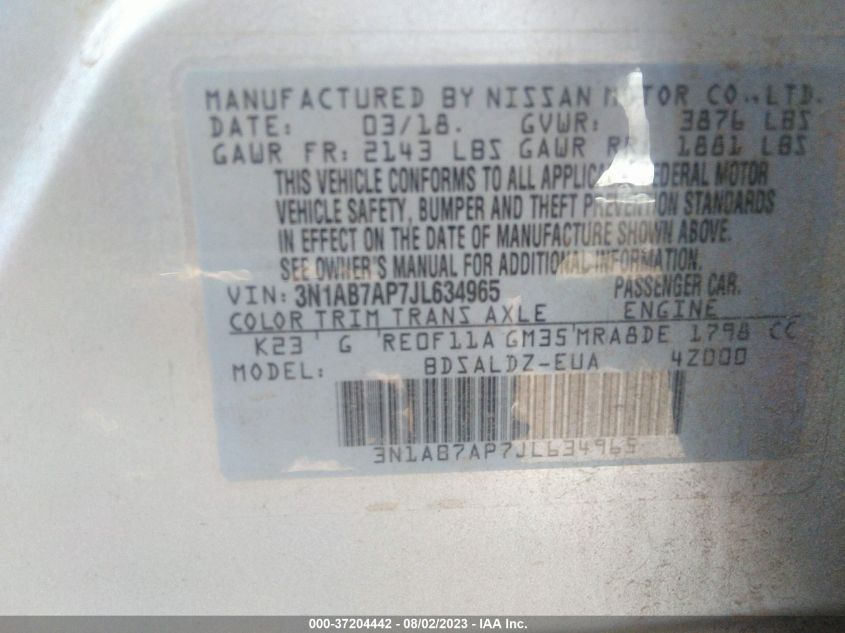 MANUFACTURED BY NISSAN MOTOR CO., LTD.
DATE: 03/18. GVWR: 3876 LBS
GAWR FR: 2143 LBS GAWR RR: 1881 LBS
THIS VEHICLE CONFORMS TO ALL APPLICABLE FEDERAL MOTOR
VEHICLE SAFETY, BUMPER AND THEFT PREVENTION STANDARDS
IN EFFECT ON THE DATE OF MANUFACTURE SHOWN ABOVE.
SEE OWNER'S MANUAL FOR ADDITIONAL INFORMATION.
VIN: 3N1AB7AP7JL634965 PASSENGER CAR.
COLOR TRIM TRANS AXLE ENGINE
K23 G RE0F11A GM35 MRA8DE 1798 CC
MODEL: BDSALDZ-EUA 4Z000
3N1AB7AP7JL634965
000-37204442 - 08/02/2023 - IAA Inc.